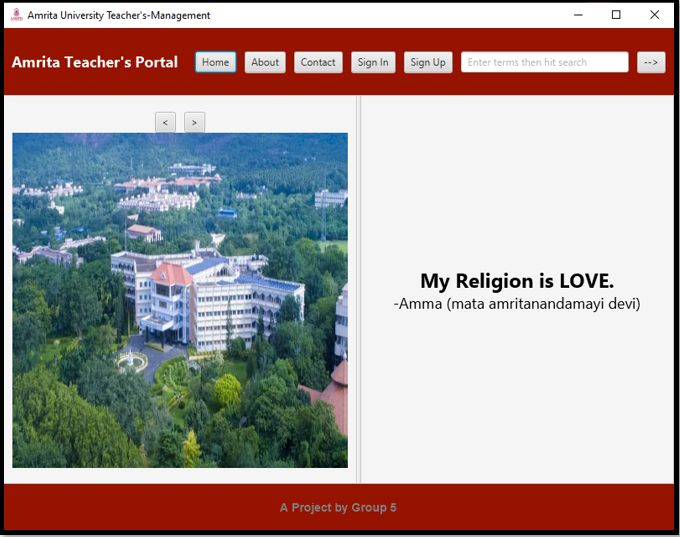 Amrita University Teacher's-Management
Amrita Teacher's Portal
Home
About
Contact
Sign In
Sign Up
Enter terms then hit search
-->
<
>
My Religion is LOVE.
-Amma (mata amritanandamayi devi)
A Project by Group 5